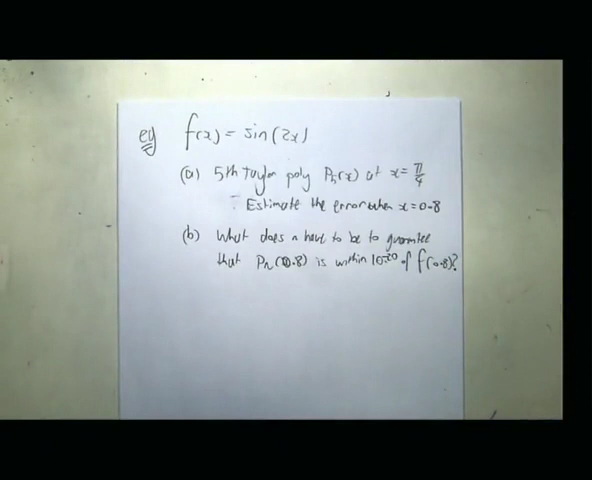 eg f(x) = sin(2x)
(a) 5th Taylor poly P₅(x) at x = π/4
Estimate the error when x = 0.8
(b) What does n have to be to guarantee
that Pn(0.8) is within 10⁻²⁰ of f(0.8)?